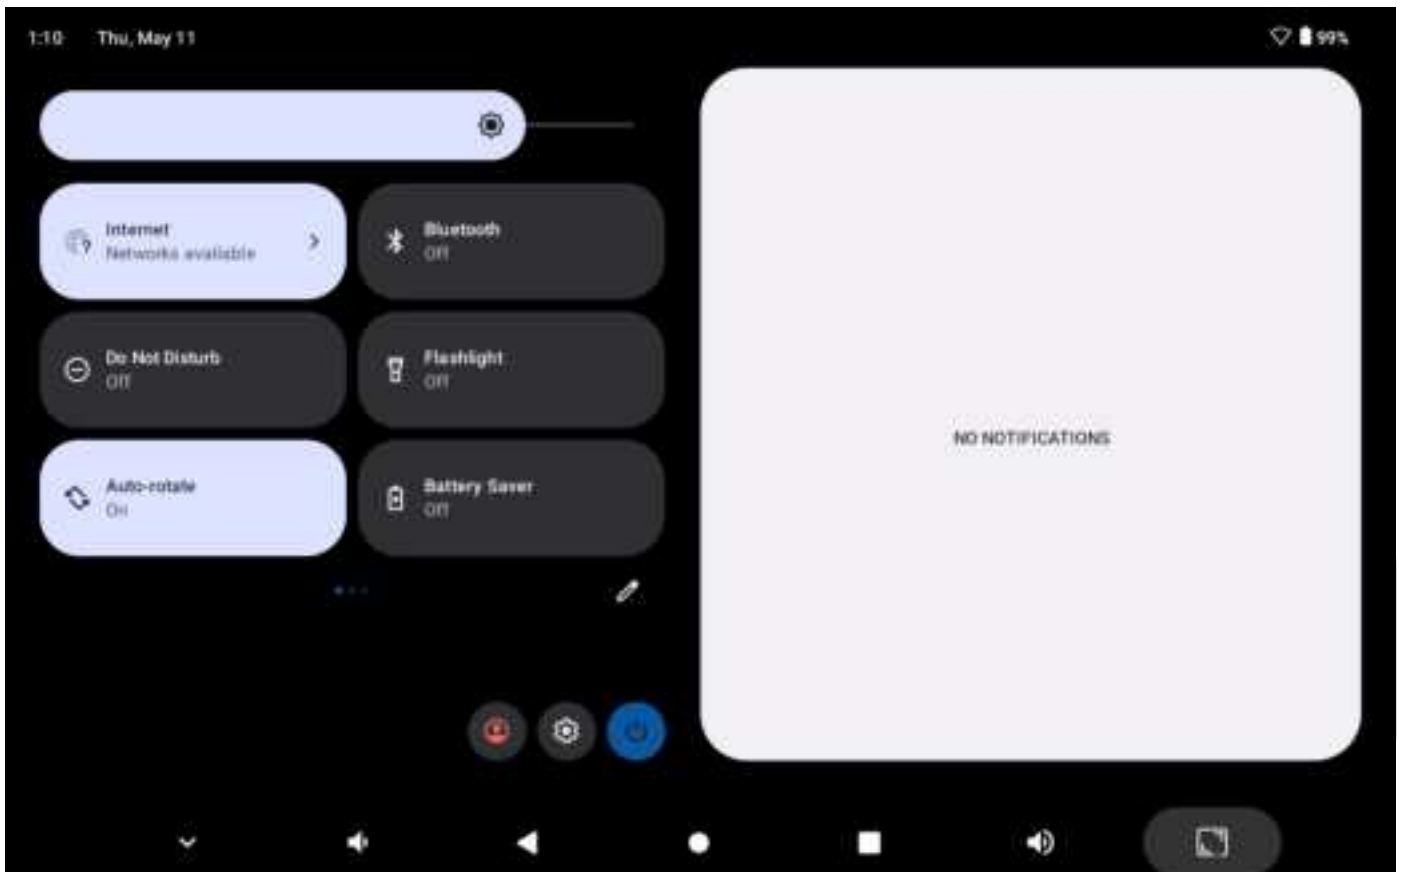 1:10 Thu, May 11
99%
Internet
Networks available
Bluetooth
Off
Do Not Disturb
Off
Flashlight
Off
Auto-rotate
On
Battery Saver
Off
NO NOTIFICATIONS